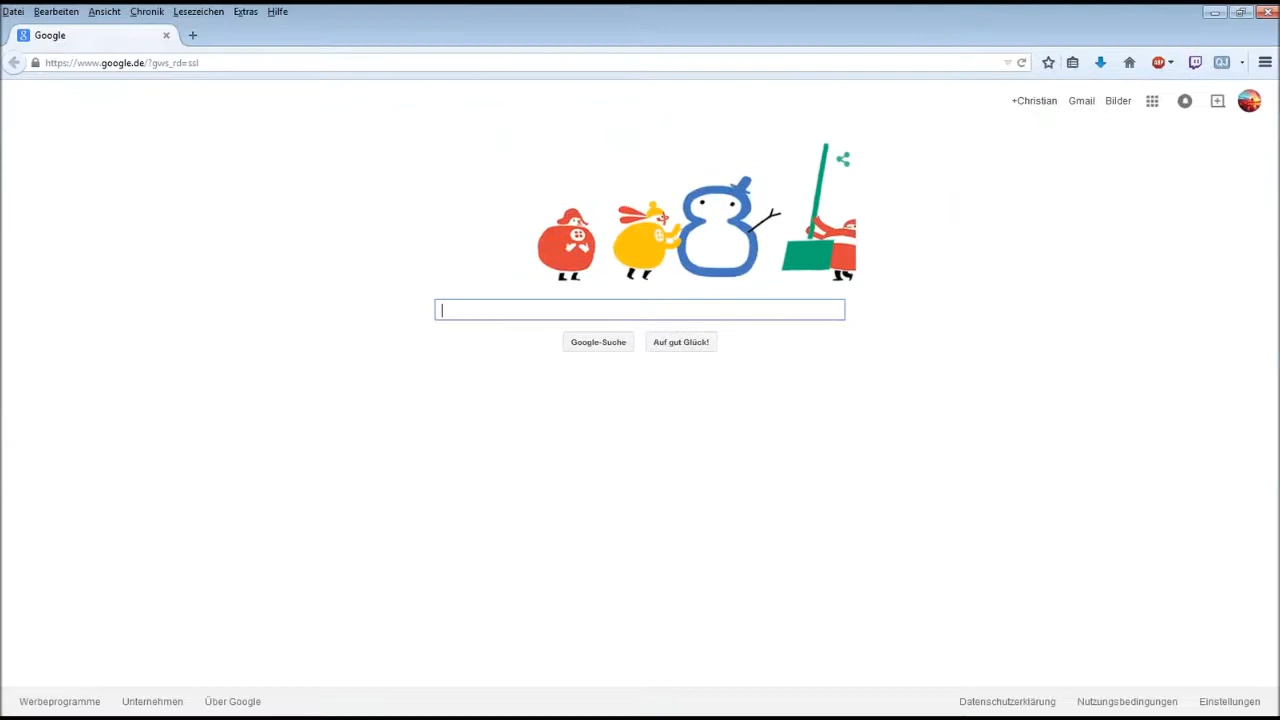 Datei Bearbeiten Ansicht Chronik Lesezeichen Extras Hilfe
Google
https://www.google.de/?gws_rd=ssl
+Christian Gmail Bilder
Google-Suche Auf gut Glück!
Werbeprogramme Unternehmen Über Google Datenschutzerklärung Nutzungsbedingungen Einstellungen